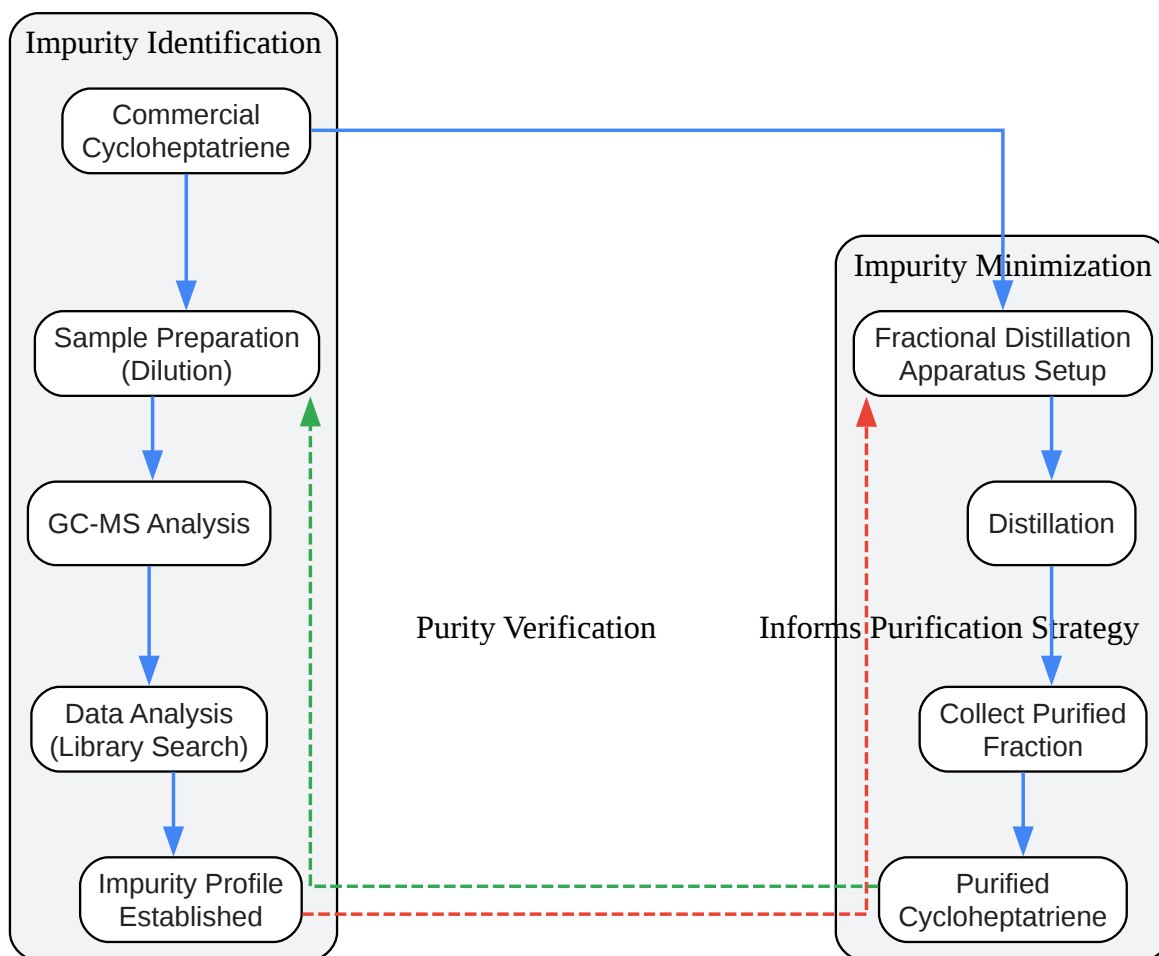 Impurity Identification
Commercial
Cycloheptatriene
Sample Preparation
(Dilution)
GC-MS Analysis
Data Analysis
(Library Search)
Impurity Profile
Established
Purity Verification
Informs Purification Strategy
Impurity Minimization
Fractional Distillation
Apparatus Setup
Distillation
Collect Purified
Fraction
Purified
Cycloheptatriene